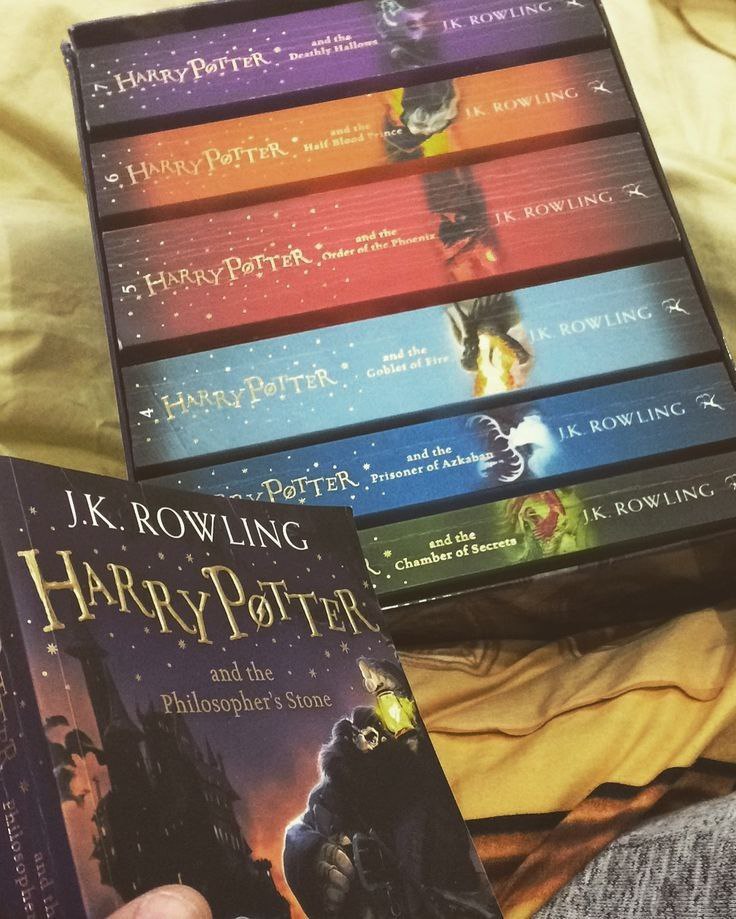 7
HARRY POTTER
and the
Deathly Hallows
J.K. ROWLING
6
HARRY POTTER
and the
Half Blood Prince
J.K. ROWLING
5
HARRY POTTER
and the
Order of the Phoenix
J.K. ROWLING
4
HARRY POTTER
and the
Goblet of Fire
J.K. ROWLING
POTTER
and the
Prisoner of Azkaban
J.K. ROWLING
and the
Chamber of Secrets
J.K. ROWLING
J.K. ROWLING
HARRY POTTER
and the
Philosopher's Stone